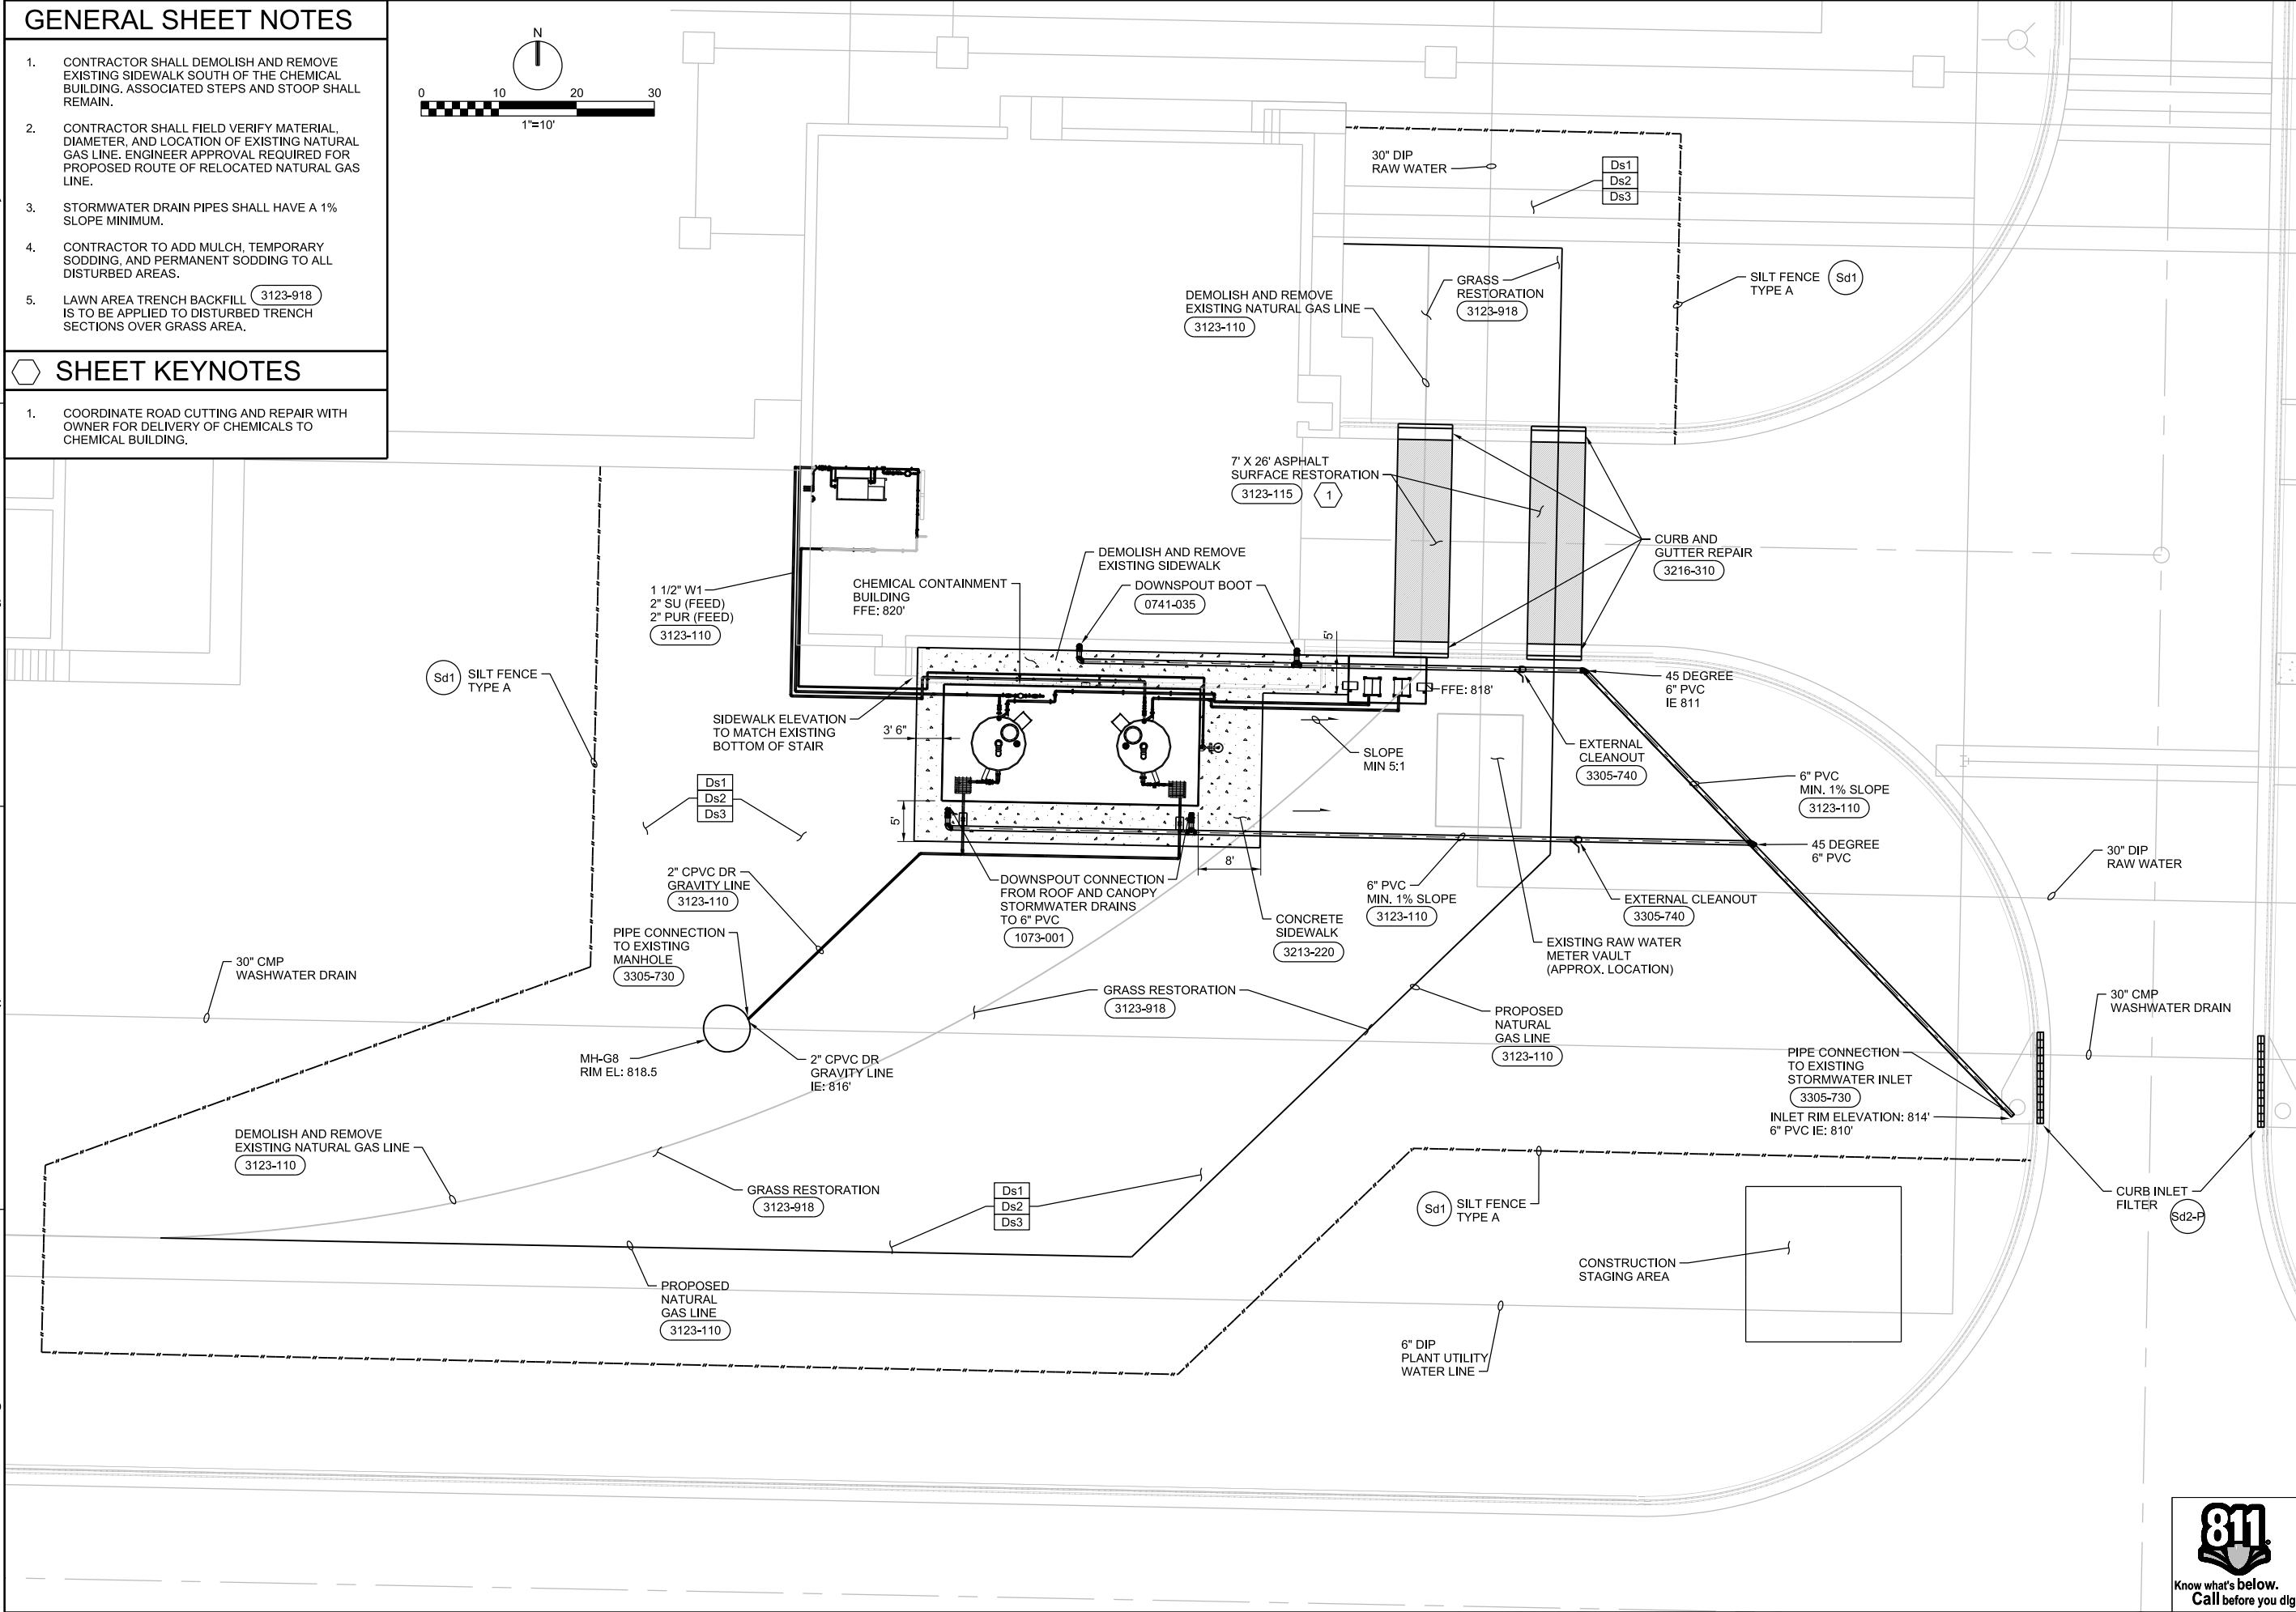 GENERAL SHEET NOTES
1. CONTRACTOR SHALL DEMOLISH AND REMOVE
EXISTING SIDEWALK SOUTH OF THE CHEMICAL
BUILDING. ASSOCIATED STEPS AND STOOP SHALL
REMAIN.
2. CONTRACTOR SHALL FIELD VERIFY MATERIAL,
DIAMETER, AND LOCATION OF EXISTING NATURAL
GAS LINE. ENGINEER APPROVAL REQUIRED FOR
PROPOSED ROUTE OF RELOCATED NATURAL GAS
LINE.
3. STORMWATER DRAIN PIPES SHALL HAVE A 1%
SLOPE MINIMUM.
4. CONTRACTOR TO ADD MULCH, TEMPORARY
SODDING, AND PERMANENT SODDING TO ALL
DISTURBED AREAS.
5. LAWN AREA TRENCH BACKFILL 3123-918
IS TO BE APPLIED TO DISTURBED TRENCH
SECTIONS OVER GRASS AREA.
SHEET KEYNOTES
1. COORDINATE ROAD CUTTING AND REPAIR WITH
OWNER FOR DELIVERY OF CHEMICALS TO
CHEMICAL BUILDING.
N
0 10 20 30
1"=10'
30" DIP
RAW WATER
Ds1
Ds2
Ds3
SILT FENCE
TYPE A
Sd1
GRASS
RESTORATION
3123-918
DEMOLISH AND REMOVE
EXISTING NATURAL GAS LINE
3123-110
7' X 26' ASPHALT
SURFACE RESTORATION
3123-115
1
CURB AND
GUTTER REPAIR
3216-310
DEMOLISH AND REMOVE
EXISTING SIDEWALK
DOWNSPOUT BOOT
0741-035
CHEMICAL CONTAINMENT
BUILDING
FFE: 820'
1 1/2" W1
2" SU (FEED)
2" PUR (FEED)
3123-110
5'
Sd1
SILT FENCE
TYPE A
FFE: 818'
45 DEGREE
6" PVC
IE 811
SIDEWALK ELEVATION
TO MATCH EXISTING
BOTTOM OF STAIR
3' 6"
SLOPE
MIN 5:1
EXTERNAL
CLEANOUT
3305-740
6" PVC
MIN. 1% SLOPE
3123-110
Ds1
Ds2
Ds3
5'
8'
45 DEGREE
6" PVC
30" DIP
RAW WATER
2" CPVC DR
GRAVITY LINE
3123-110
DOWNSPOUT CONNECTION
FROM ROOF AND CANOPY
STORMWATER DRAINS
TO 6" PVC
1073-001
6" PVC
MIN. 1% SLOPE
3123-110
EXTERNAL CLEANOUT
3305-740
CONCRETE
SIDEWALK
3213-220
EXISTING RAW WATER
METER VAULT
(APPROX. LOCATION)
PIPE CONNECTION
TO EXISTING
MANHOLE
3305-730
30" CMP
WASHWATER DRAIN
GRASS RESTORATION
3123-918
PROPOSED
NATURAL
GAS LINE
3123-110
30" CMP
WASHWATER DRAIN
MH-G8
RIM EL: 818.5
2" CPVC DR
GRAVITY LINE
IE: 816'
PIPE CONNECTION
TO EXISTING
STORMWATER INLET
3305-730
INLET RIM ELEVATION: 814'
6" PVC IE: 810'
DEMOLISH AND REMOVE
EXISTING NATURAL GAS LINE
3123-110
GRASS RESTORATION
3123-918
Ds1
Ds2
Ds3
Sd1
SILT FENCE
TYPE A
CURB INLET
FILTER
Sd2-P
CONSTRUCTION
STAGING AREA
PROPOSED
NATURAL
GAS LINE
3123-110
6" DIP
PLANT UTILITY
WATER LINE
811
Know what's below.
Call before you dig